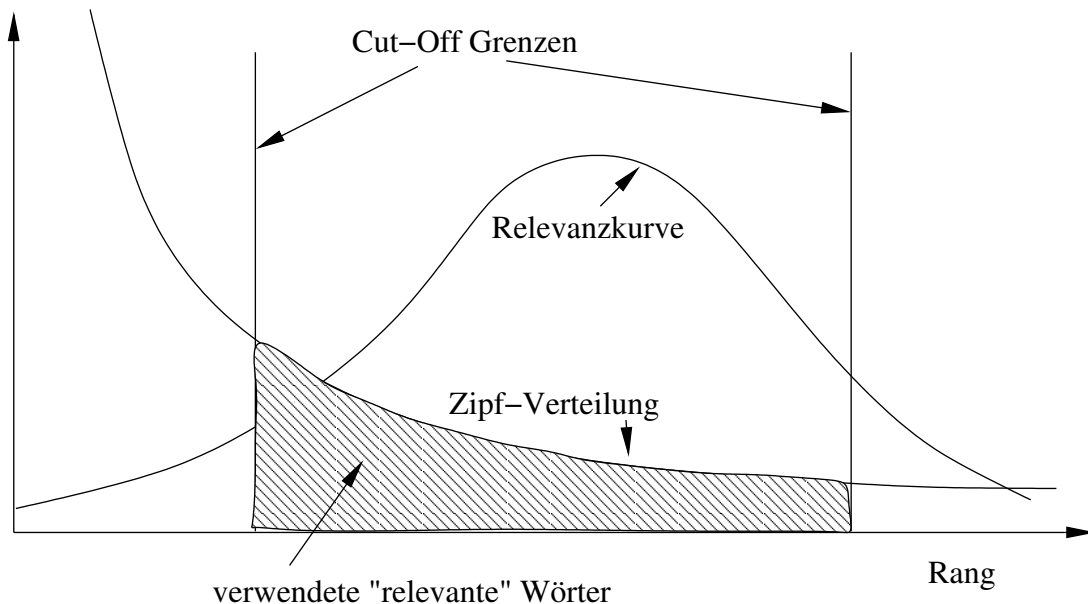 Cut−Off Grenzen
Relevanzkurve
Zipf−Verteilung
Rang
verwendete "relevante" Wörter